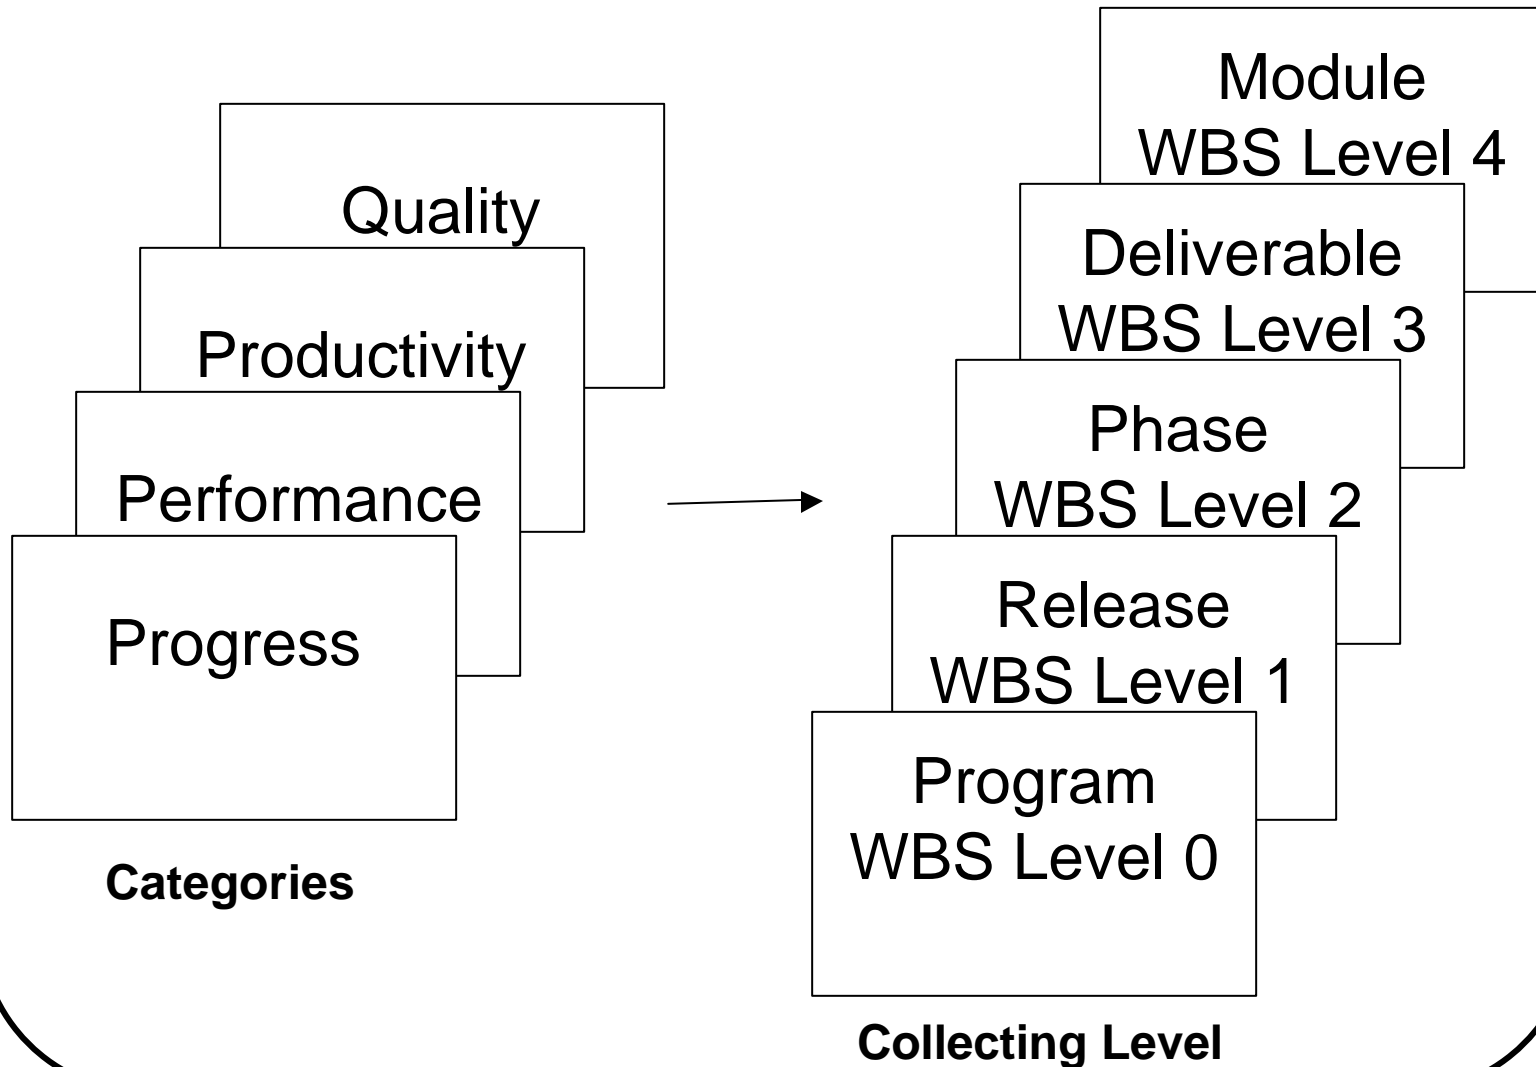 Quality
Productivity
Performance
Progress
Categories
Module
WBS Level 4
Deliverable
WBS Level 3
Phase
WBS Level 2
Release
WBS Level 1
Program
WBS Level 0
Collecting Level